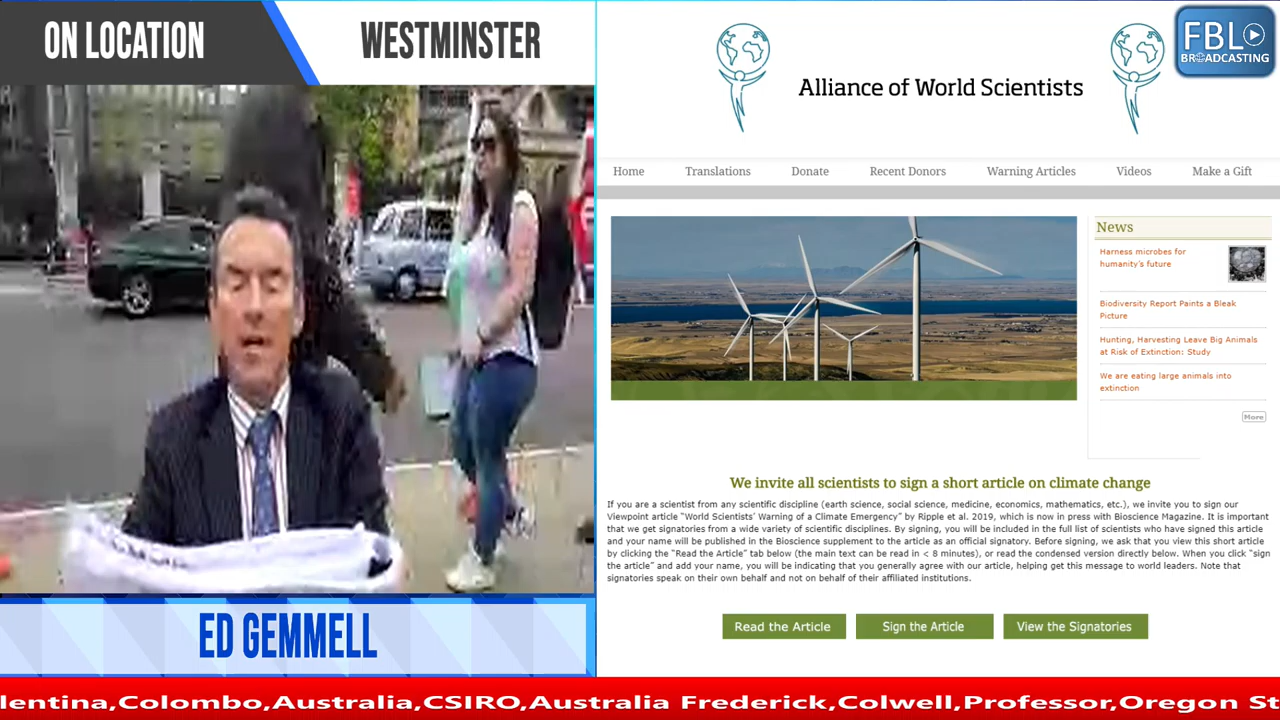 ON LOCATION
WESTMINSTER
FBL
BROADCASTING
Alliance of World Scientists
Home
Translations
Donate
Recent Donors
Warning Articles
Videos
Make a Gift
News
Harness microbes for
humanity's future
Biodiversity Report Paints a Bleak
Picture
Hunting, Harvesting Leave Big Animals
at Risk of Extinction: Study
We are eating large animals into
extinction
More
We invite all scientists to sign a short article on climate change
If you are a scientist from any scientific discipline (earth science, social science, medicine, economics, mathematics, etc.), we invite you to sign our
Viewpoint article "World Scientists' Warning of a Climate Emergency" by Ripple et al. 2019, which is now in press with Bioscience Magazine. It is important
that we get signatories from a wide variety of scientific disciplines. By signing, you will be included in the full list of scientists who have signed this article
and your name will be published in the Bioscience supplement to the article as an official signatory. Before signing, we ask that you view this short article
by clicking the "Read the Article" tab below (the main text can be read in < 8 minutes), or read the condensed version directly below. When you click "sign
the article" and add your name, you will be indicating that you generally agree with our article, helping get this message to world leaders. Note that
signatories speak on their own behalf and not on behalf of their affiliated institutions.
Read the Article
Sign the Article
View the Signatories
ED GEMMELL
lentina,Colombo,Australia,CSIRO,Australia Frederick,Colwell,Professor,Oregon St